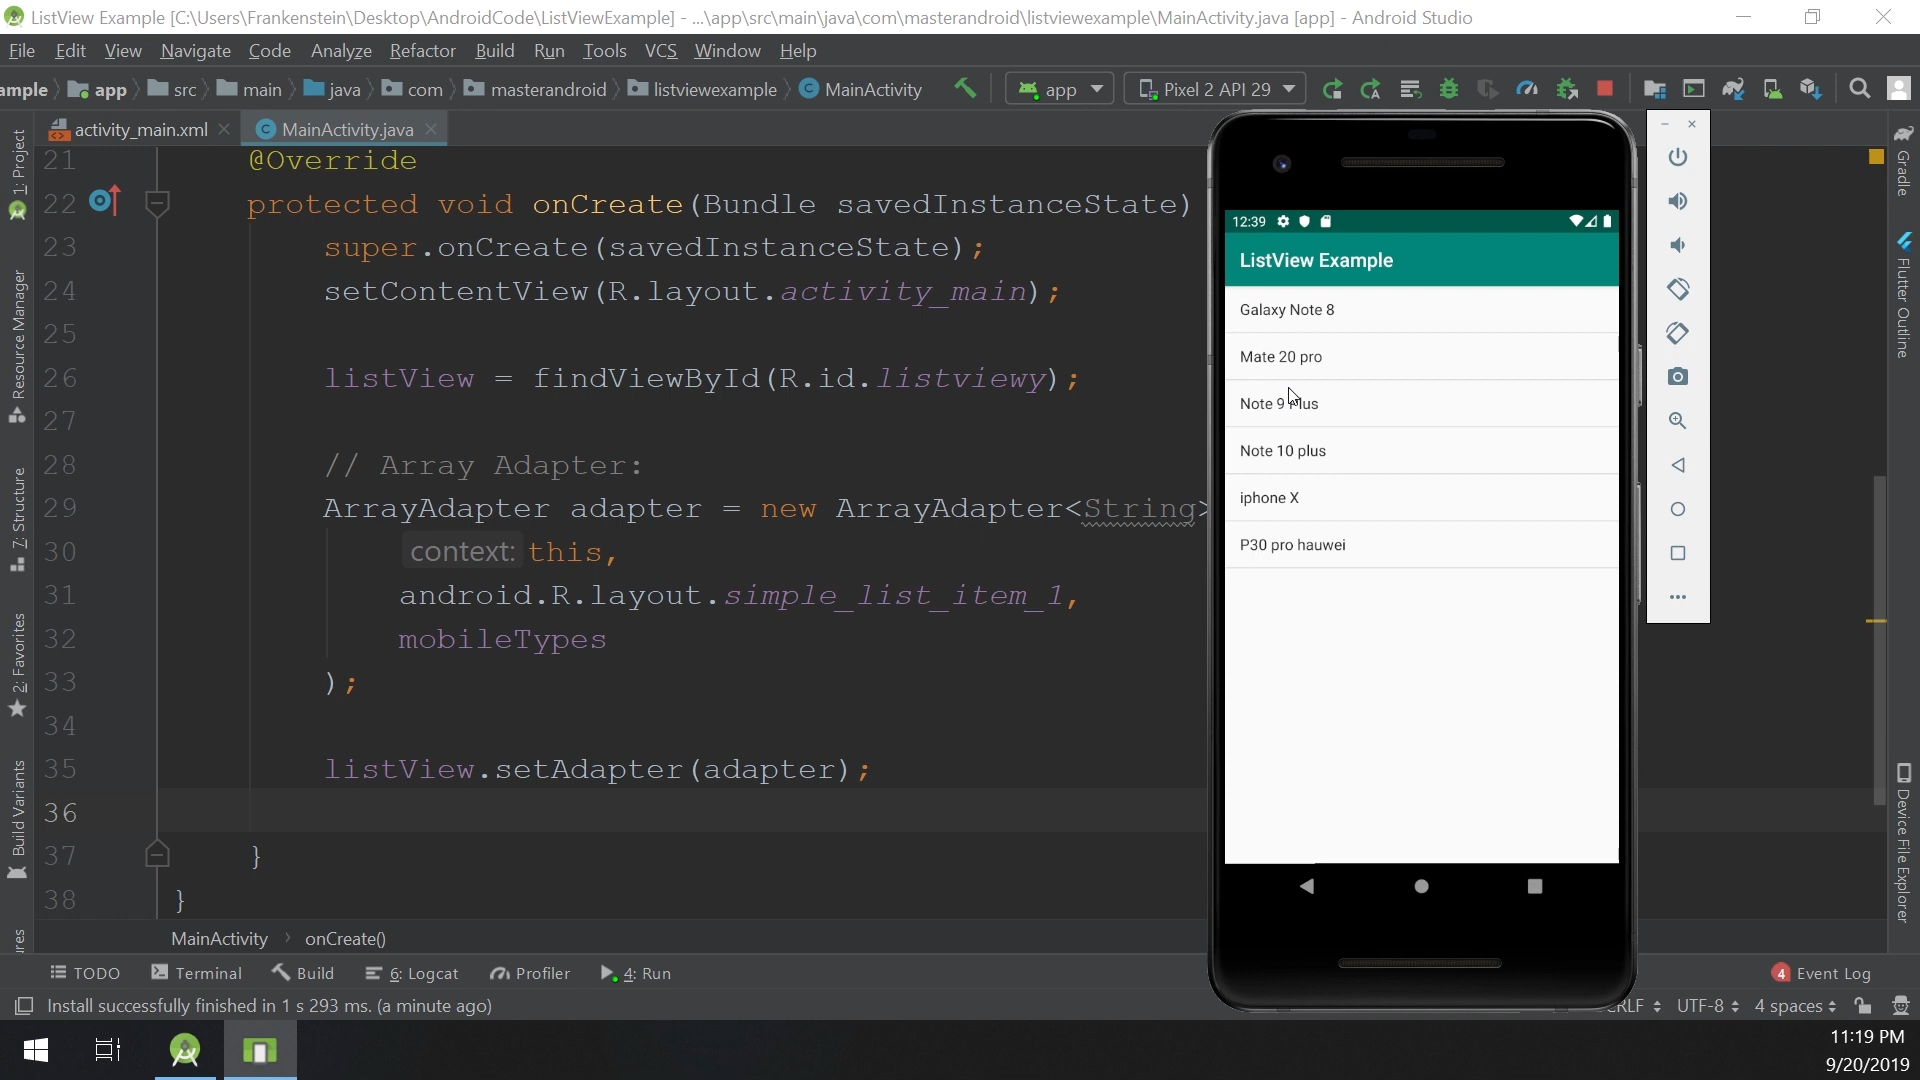 ListView Example [C:\Users\Frankenstein\Desktop\AndroidCode\ListViewExample] - ...\app\src\main\java\com\masterandroid\listviewexample\MainActivity.java [app] - Android Studio
File Edit View Navigate Code Analyze Refactor Build Run Tools VCS Window Help
ample app src main java com masterandroid listviewexample MainActivity app Pixel 2 API 29
activity_main.xml MainActivity.java
21 @Override
22 protected void onCreate(Bundle savedInstanceState)
23 super.onCreate(savedInstanceState);
24 setContentView(R.layout.activity_main);
25
26 listView = findViewById(R.id.listviewy);
27
28 // Array Adapter:
29 ArrayAdapter adapter = new ArrayAdapter<String>
30 context: this,
31 android.R.layout.simple_list_item_1,
32 mobileTypes
33 );
34
35 listView.setAdapter(adapter);
36
37 }
38 }
MainActivity onCreate()
1: Project
Resource Manager
7: Structure
2: Favorites
Build Variants
res
12:39
ListView Example
Galaxy Note 8
Mate 20 pro
Note 9 Plus
Note 10 plus
iphone X
P30 pro hauwei
Gradle
Flutter Outline
Device File Explorer
TODO Terminal Build 6: Logcat Profiler 4: Run 4 Event Log
Install successfully finished in 1 s 293 ms. (a minute ago) CRLF UTF-8 4 spaces
11:19 PM
9/20/2019